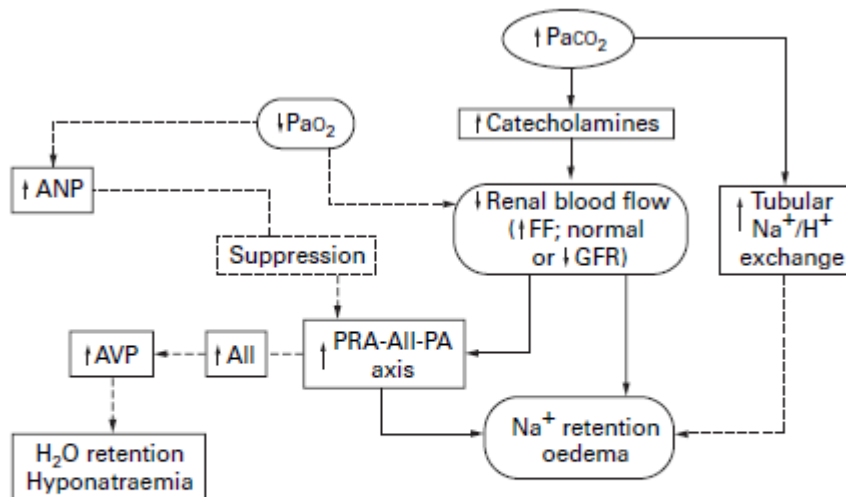 ↑PaCO₂
↓PaO₂
↑Catecholamines
↑ANP
↓Renal blood flow
(↑FF; normal
or ↓GFR)
↑Tubular
Na⁺/H⁺
exchange
Suppression
↑AVP
↑AII
↑PRA-AII-PA
axis
Na⁺ retention
oedema
H₂O retention
Hyponatraemia